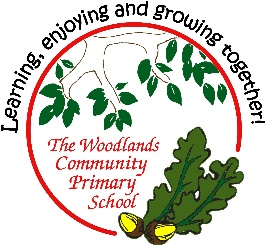 Learning, enjoying and growing together!
The Woodlands
Community
Primary
School